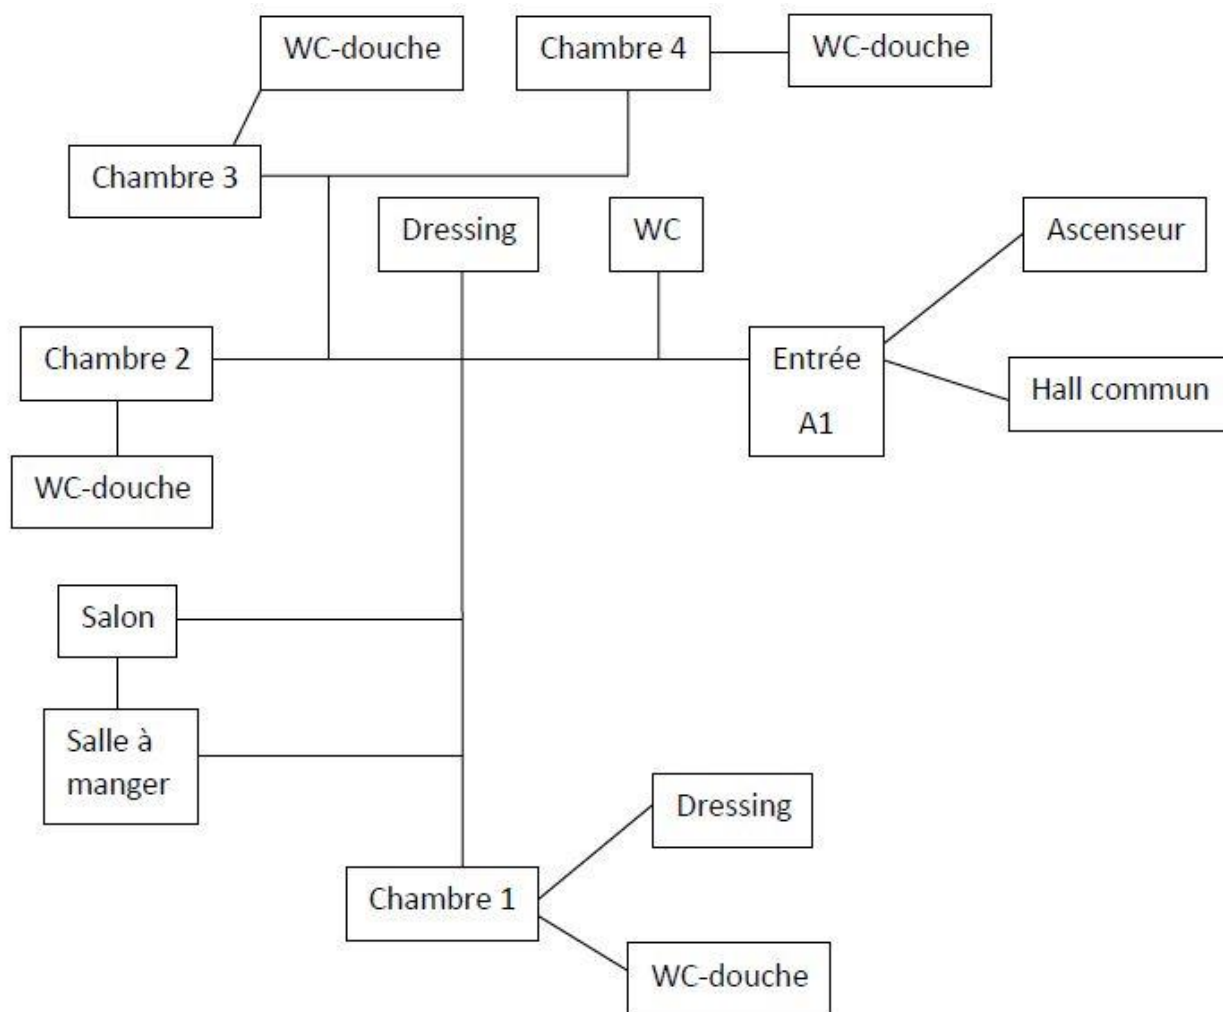 WC-douche
Chambre 4
WC-douche
Chambre 3
Dressing
WC
Ascenseur
Chambre 2
Entrée
A1
Hall commun
WC-douche
Salon
Salle à
manger
Dressing
Chambre 1
WC-douche